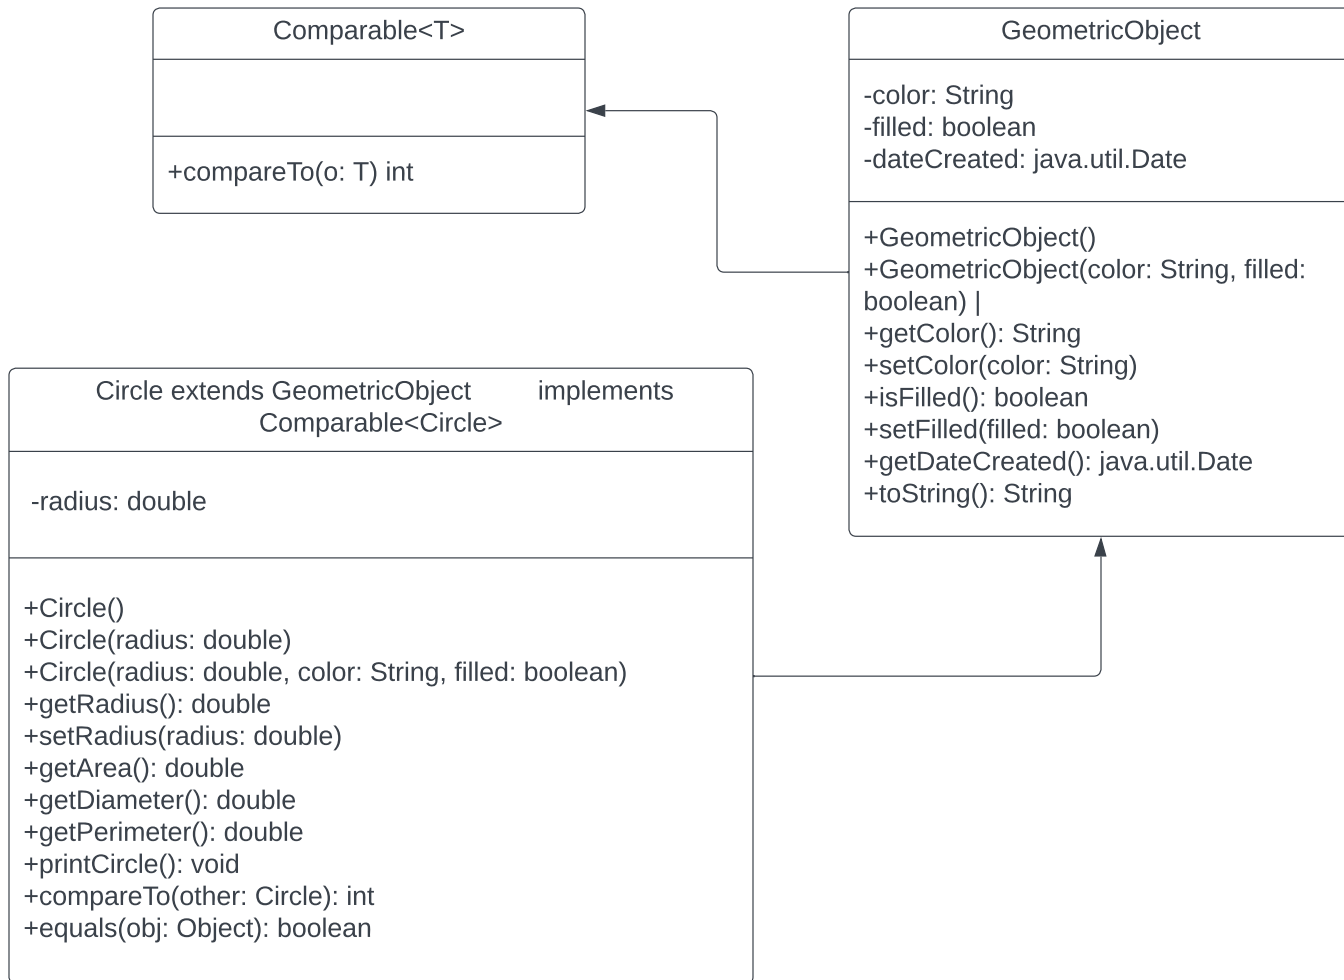 Comparable<T>
+compareTo(o: T) int
GeometricObject
-color: String
-filled: boolean
-dateCreated: java.util.Date
+GeometricObject()
+GeometricObject(color: String, filled:
boolean) |
+getColor(): String
+setColor(color: String)
+isFilled(): boolean
+setFilled(filled: boolean)
+getDateCreated(): java.util.Date
+toString(): String
Circle extends GeometricObject implements
Comparable<Circle>
-radius: double
+Circle()
+Circle(radius: double)
+Circle(radius: double, color: String, filled: boolean)
+getRadius(): double
+setRadius(radius: double)
+getArea(): double
+getDiameter(): double
+getPerimeter(): double
+printCircle(): void
+compareTo(other: Circle): int
+equals(obj: Object): boolean